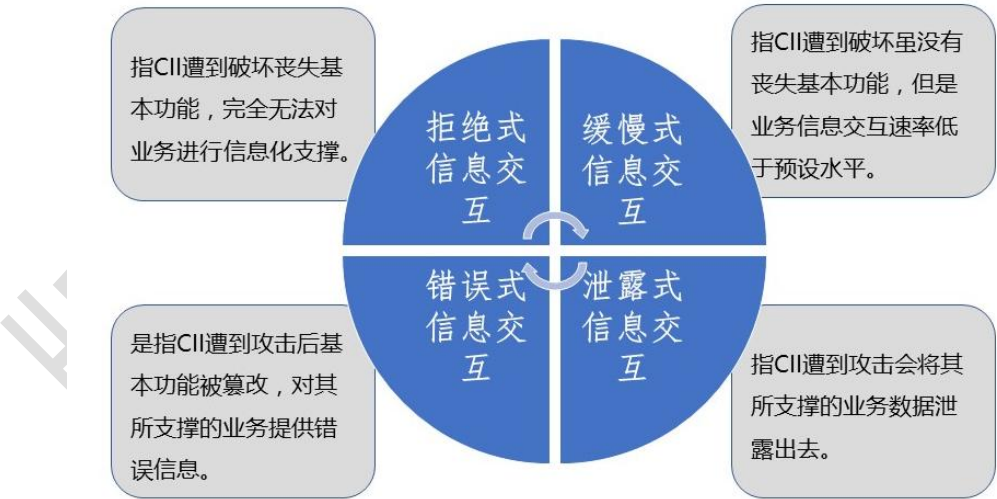 指CII遭到破坏丧失基
本功能，完全无法对
业务进行信息化支撑。
拒绝式
信息交
互
缓慢式
信息交
互
指CII遭到破坏虽没有
丧失基本功能，但是
业务信息交互速率低
于预设水平。
是指CII遭到攻击后基
本功能被篡改，对其
所支撑的业务提供错
误信息。
错误式
信息交
互
泄露式
信息交
互
指CII遭到攻击会将其
所支撑的业务数据泄
露出去。